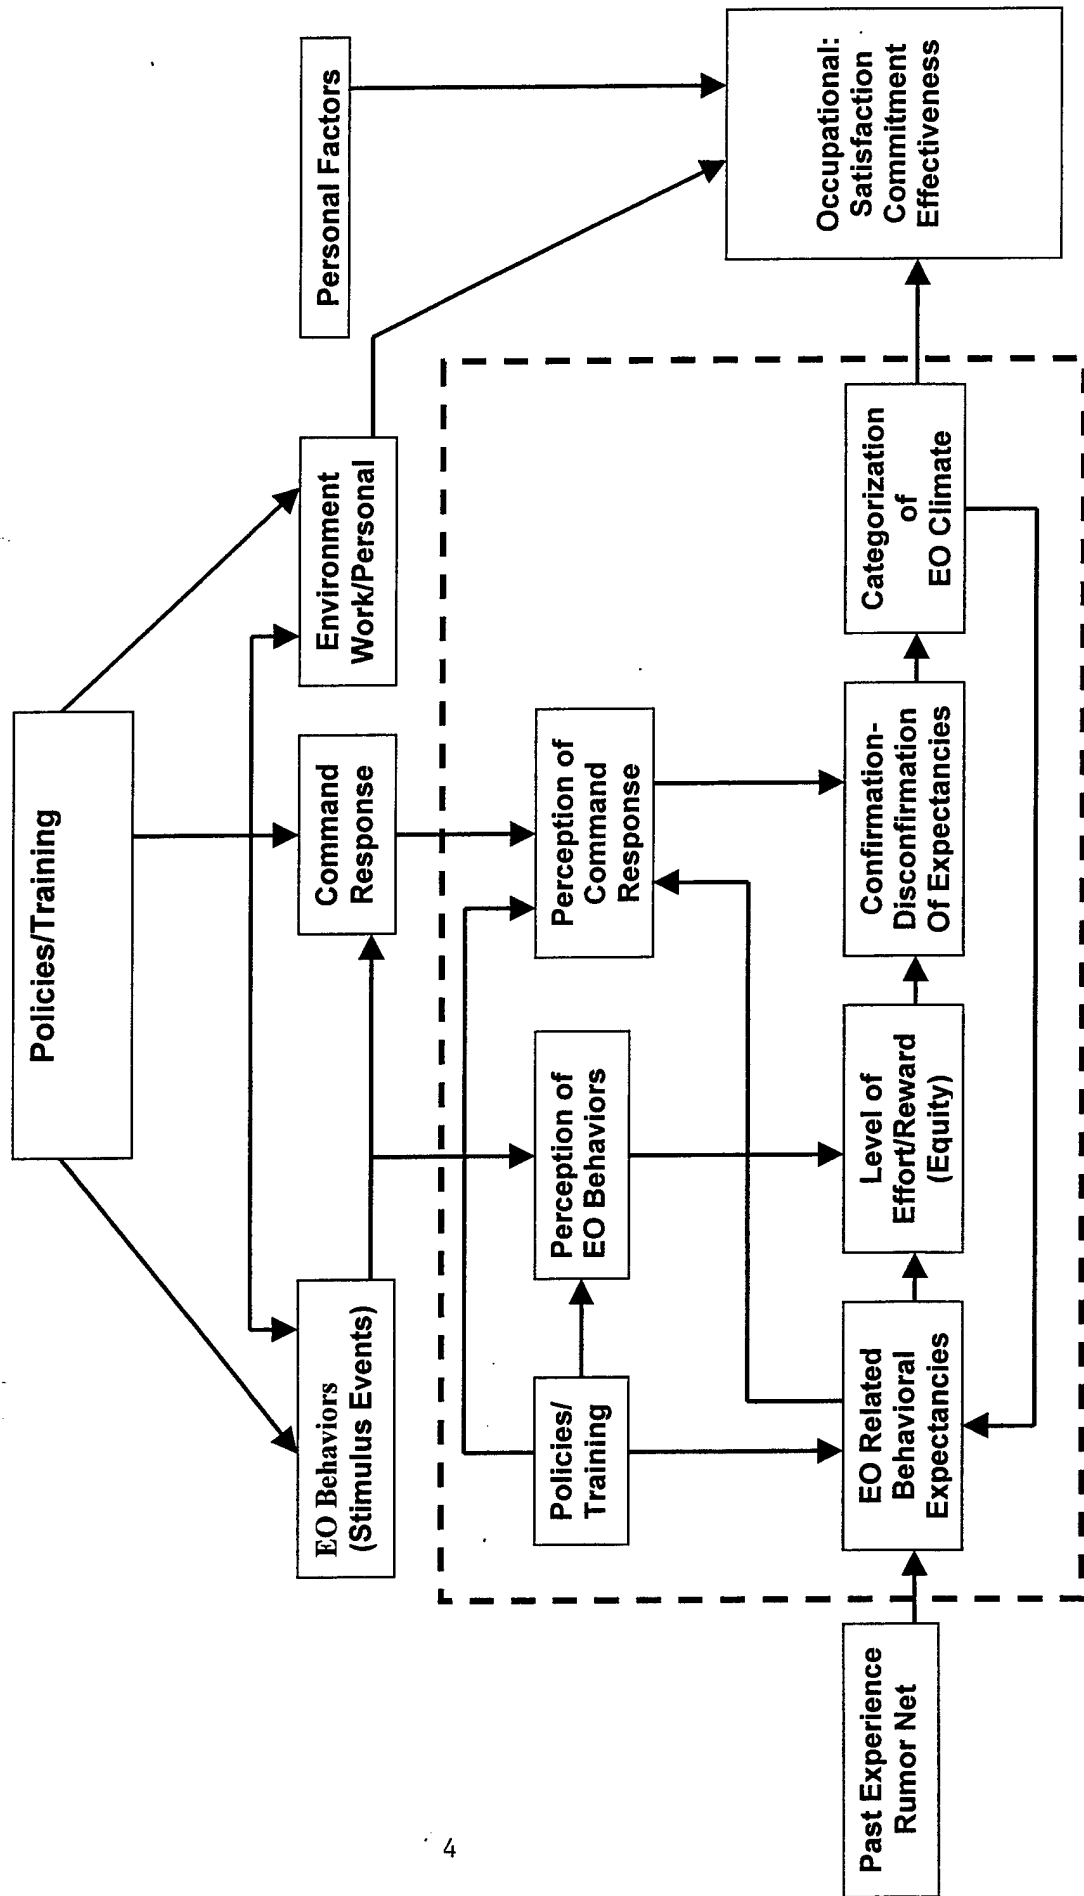 Policies/Training
EO Behaviors
(Stimulus Events)
Command
Response
Environment
Work/Personal
Personal Factors
Policies/
Training
Perception of
EO Behaviors
Perception of
Command
Response
Past Experience
Rumor Net
EO Related
Behavioral
Expectancies
Level of
Effort/Reward
(Equity)
Confirmation-
Disconfirmation
Of Expectancies
Categorization
of
EO Climate
Occupational:
Satisfaction
Commitment
Effectiveness
4